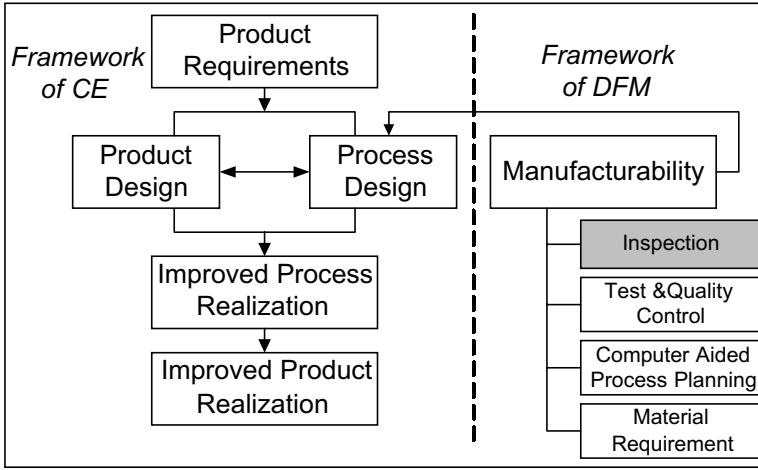 Framework
of CE
Product
Requirements
Product
Design
Process
Design
Improved Process
Realization
Improved Product
Realization
Framework
of DFM
Manufacturability
Inspection
Test &Quality
Control
Computer Aided
Process Planning
Material
Requirement